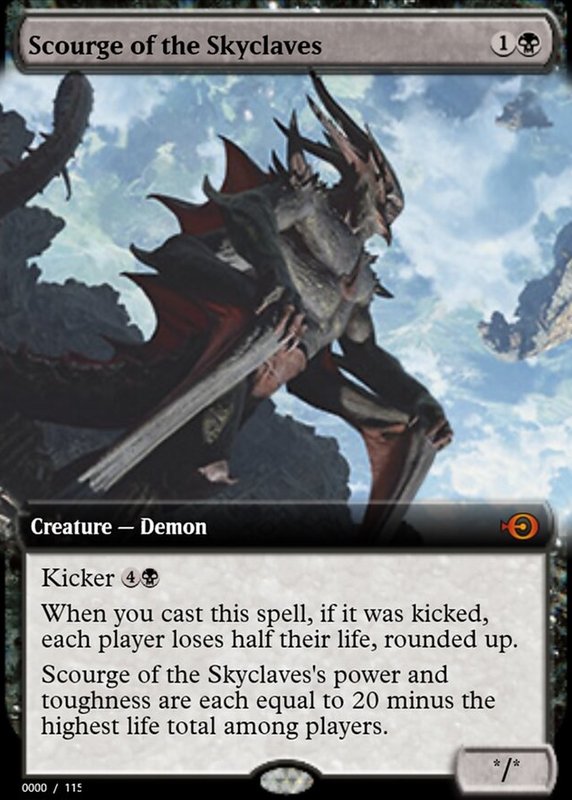 Scourge of the Skyclaves 1
Creature — Demon
Kicker 4
When you cast this spell, if it was kicked,
each player loses half their life, rounded up.
Scourge of the Skyclaves's power and
toughness are each equal to 20 minus the
highest life total among players.
*/*
0000 / 115